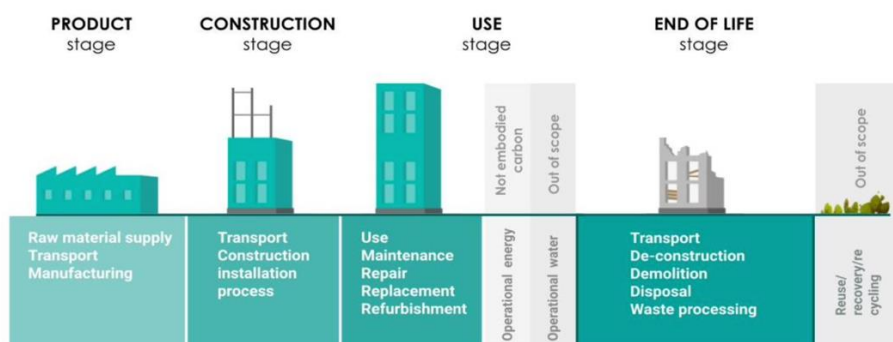 PRODUCT
stage
CONSTRUCTION
stage
USE
stage
END OF LIFE
stage
Not embodied
carbon
Out of scope
Out of scope
Raw material supply
Transport
Manufacturing
Transport
Construction
installation
process
Use
Maintenance
Repair
Replacement
Refurbishment
Operational energy
Operational water
Transport
De-construction
Demolition
Disposal
Waste processing
Reuse/
recovery/re
cycling